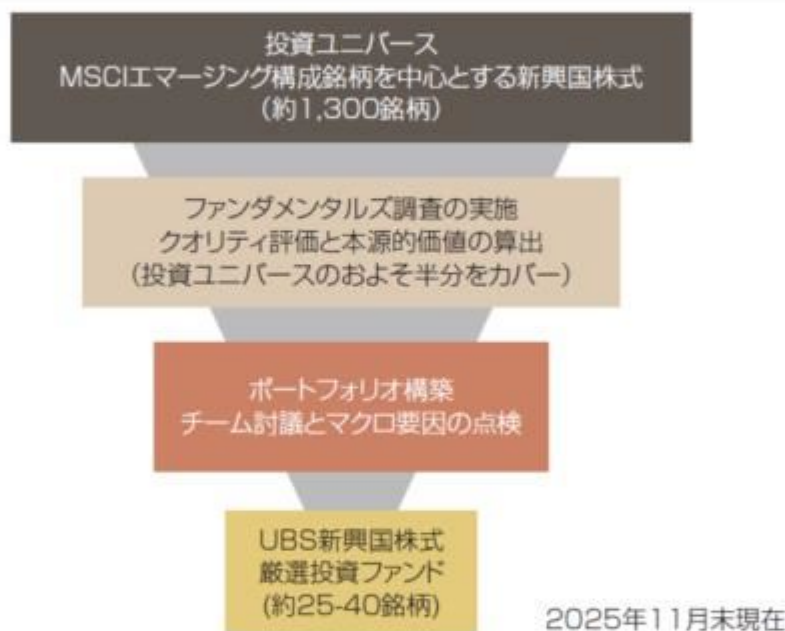 投資ユニバース
MSCIエマージング構成銘柄を中心とする新興国株式
（約1,300銘柄）
ファンダメンタルズ調査の実施
クオリティ評価と本源的価値の算出
（投資ユニバースのおよそ半分をカバー）
ポートフォリオ構築
チーム討議とマクロ要因の点検
UBS新興国株式
厳選投資ファンド
(約25-40銘柄)
2025年11月末現在